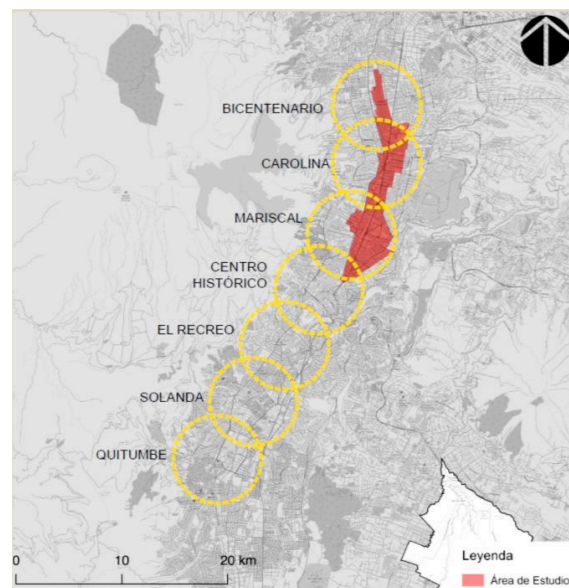 BICENTENARIO
CAROLINA
MARISCAL
CENTRO
HISTÓRICO
EL RECREO
SOLANDA
QUITUMBE
0 10 20 km
Leyenda
Área de Estudio